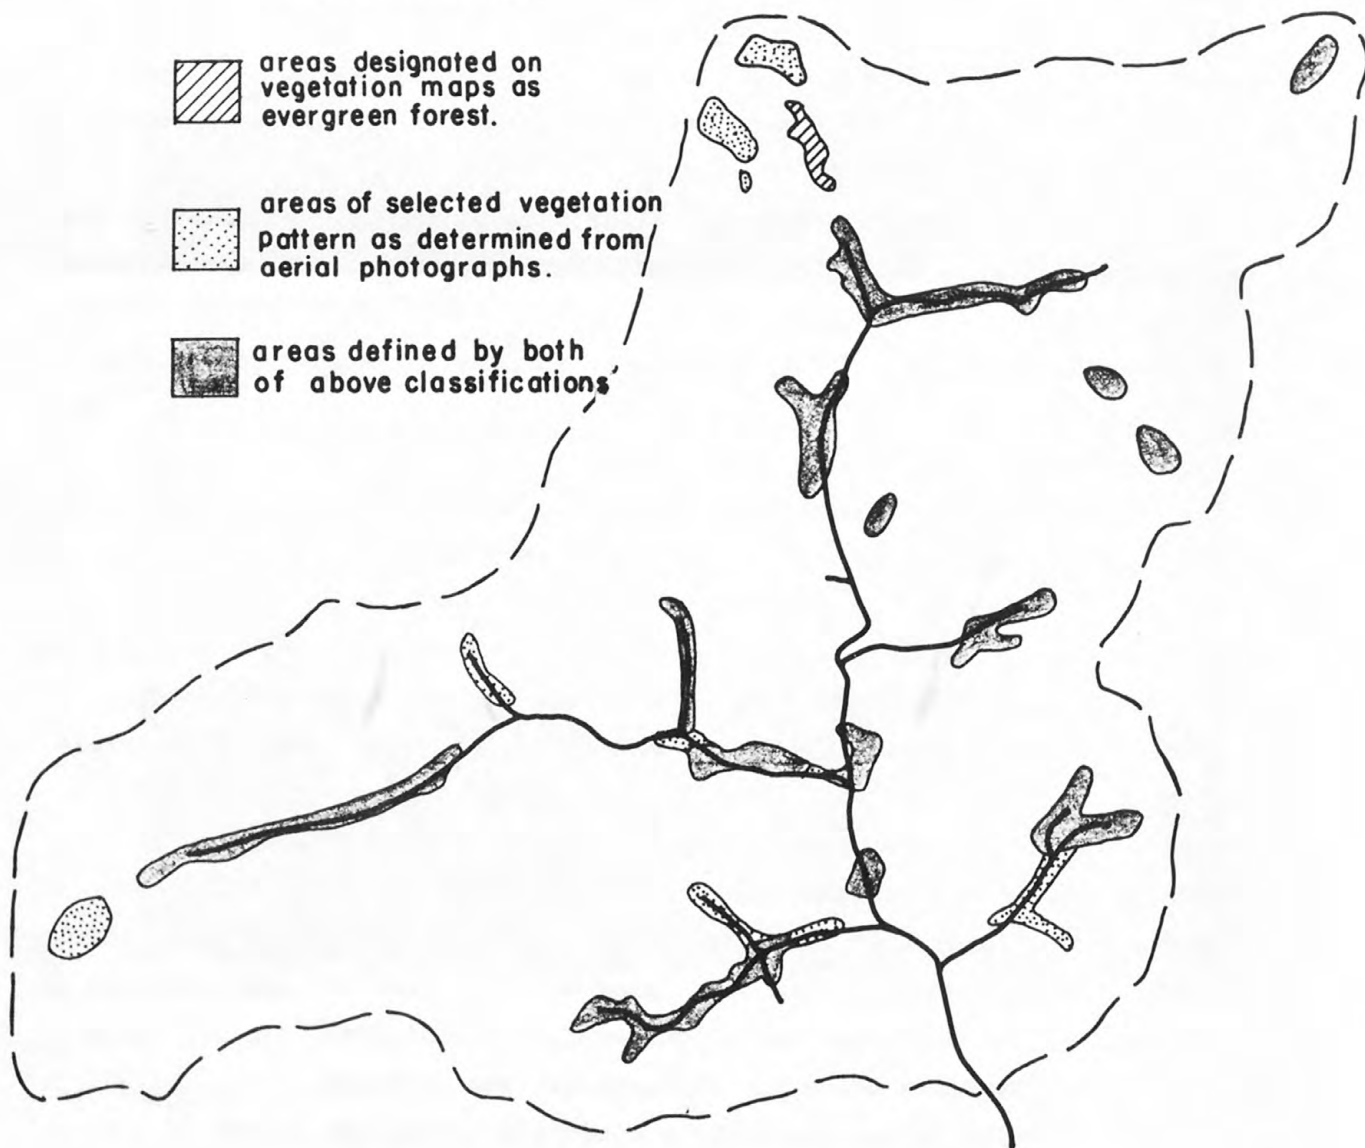 areas designated on
vegetation maps as
evergreen forest.
areas of selected vegetation
pattern as determined from
aerial photographs.
areas defined by both
of above classifications